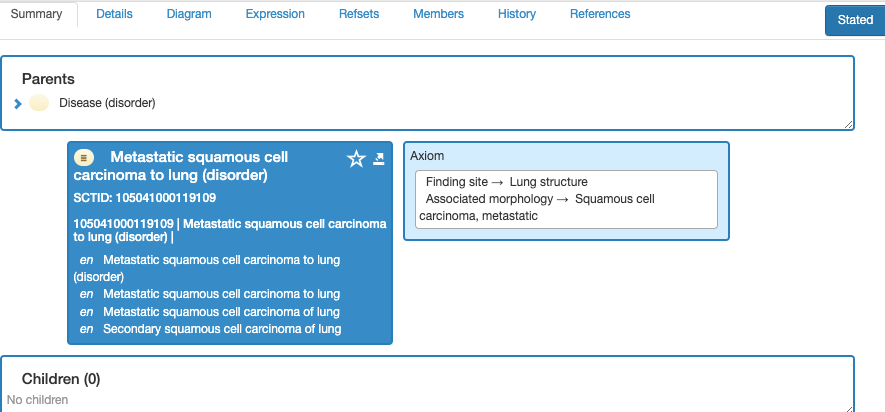 Summary Details Diagram Expression Refsets Members History References Stated
Parents
Disease (disorder)
Metastatic squamous cell
carcinoma to lung (disorder)
SCTID: 105041000119109
105041000119109 | Metastatic squamous cell carcinoma
to lung (disorder) |
en Metastatic squamous cell carcinoma to lung
(disorder)
en Metastatic squamous cell carcinoma to lung
en Metastatic squamous cell carcinoma of lung
en Secondary squamous cell carcinoma of lung
Axiom
Finding site → Lung structure
Associated morphology → Squamous cell
carcinoma, metastatic
Children (0)
No children